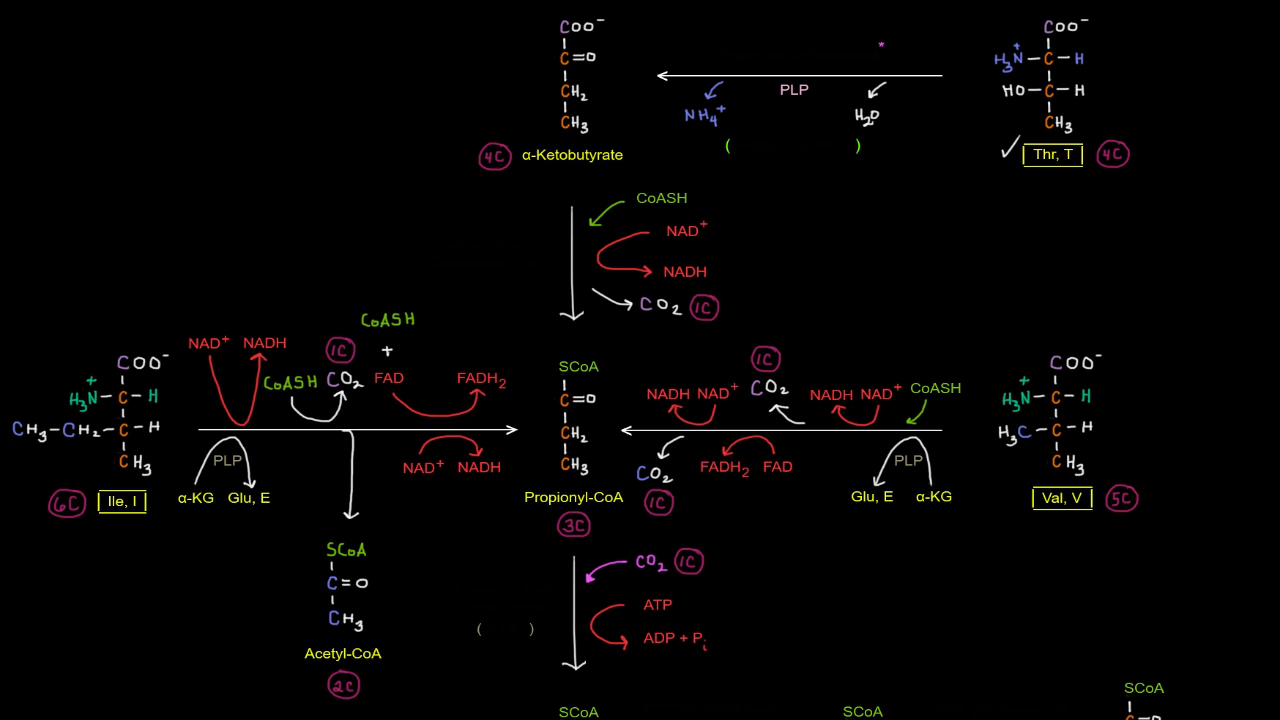 COO⁻
C=O
CH₂
CH₃
4C α-Ketobutyrate
*
PLP
NH₄⁺
H₂O
( )
COO⁻
H₃N⁺-C-H
HO-C-H
CH₃
✓ Thr, T 4C
CoASH
NAD⁺
NADH
CO₂ 1C
NAD⁺ NADH
CoASH
1C
CO₂
CoASH
+
FAD FADH₂
NAD⁺ NADH
COO⁻
H₃N⁺-C-H
CH₃-CH₂-C-H
CH₃
6C Ile, I
PLP
α-KG Glu, E
SCoA
C=O
CH₂
CH₃
Propionyl-CoA
3C
1C
CO₂
NADH NAD⁺
NADH NAD⁺
CoASH
CO₂
1C
FADH₂ FAD
PLP
Glu, E α-KG
COO⁻
H₃N⁺-C-H
H₃C-C-H
CH₃
Val, V 5C
SCoA
C=O
CH₃
Acetyl-CoA
2C
CO₂ 1C
ATP
ADP + Pᵢ
( )
SCoA
SCoA
SCoA
C=O